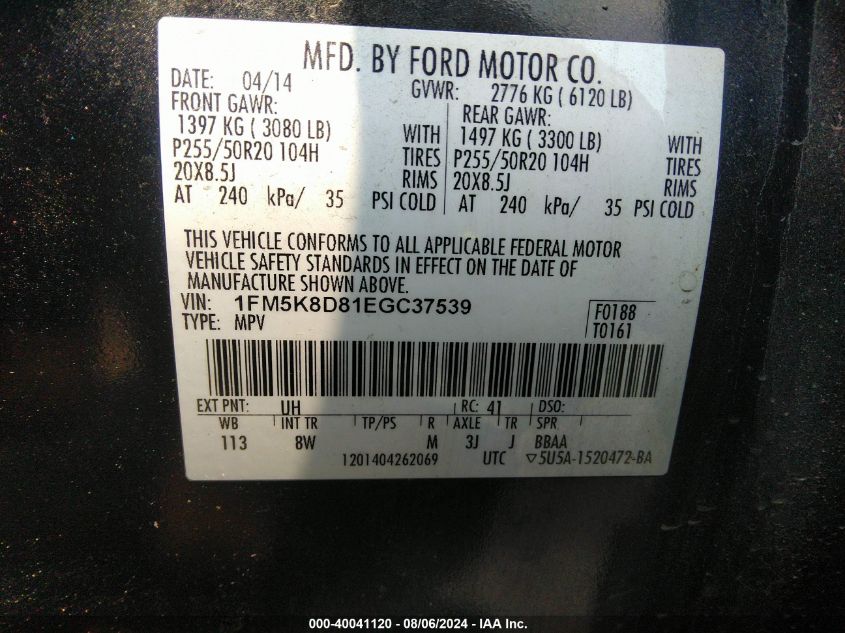 MFD. BY FORD MOTOR CO.
DATE: 04/14 GVWR: 2776 KG ( 6120 LB)
FRONT GAWR: REAR GAWR:
1397 KG ( 3080 LB) WITH 1497 KG ( 3300 LB) WITH
P255/50R20 104H TIRES P255/50R20 104H TIRES
20X8.5J RIMS 20X8.5J RIMS
AT 240 kPa/ 35 PSI COLD AT 240 kPa/ 35 PSI COLD
THIS VEHICLE CONFORMS TO ALL APPLICABLE FEDERAL MOTOR
VEHICLE SAFETY STANDARDS IN EFFECT ON THE DATE OF
MANUFACTURE SHOWN ABOVE.
VIN: 1FM5K8D81EGC37539 F0188
TYPE: MPV T0161
EXT PNT: UH RC: 41 DSO:
WB INT TR TP/PS R AXLE TR SPR
113 8W M 3J J BBAA
1201404262069 UTC ▽5U5A-1520472-BA
000-40041120 - 08/06/2024 - IAA Inc.